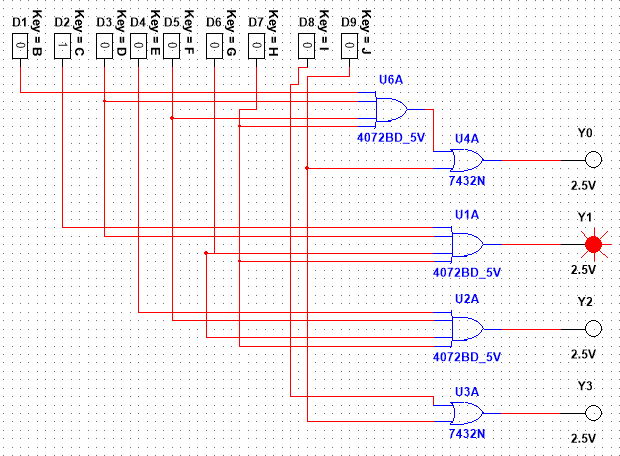 D1 Key = B D2 Key = C D3 Key = D D4 Key = E D5 Key = F D6 Key = G D7 Key = H D8 Key = I D9 Key = J
0 1 0 0 0 0 0 0 0
U6A
4072BD_5V
Y0
U4A
7432N
2.5V
U1A
Y1
4072BD_5V
2.5V
U2A
Y2
4072BD_5V
2.5V
U3A
Y3
7432N
2.5V